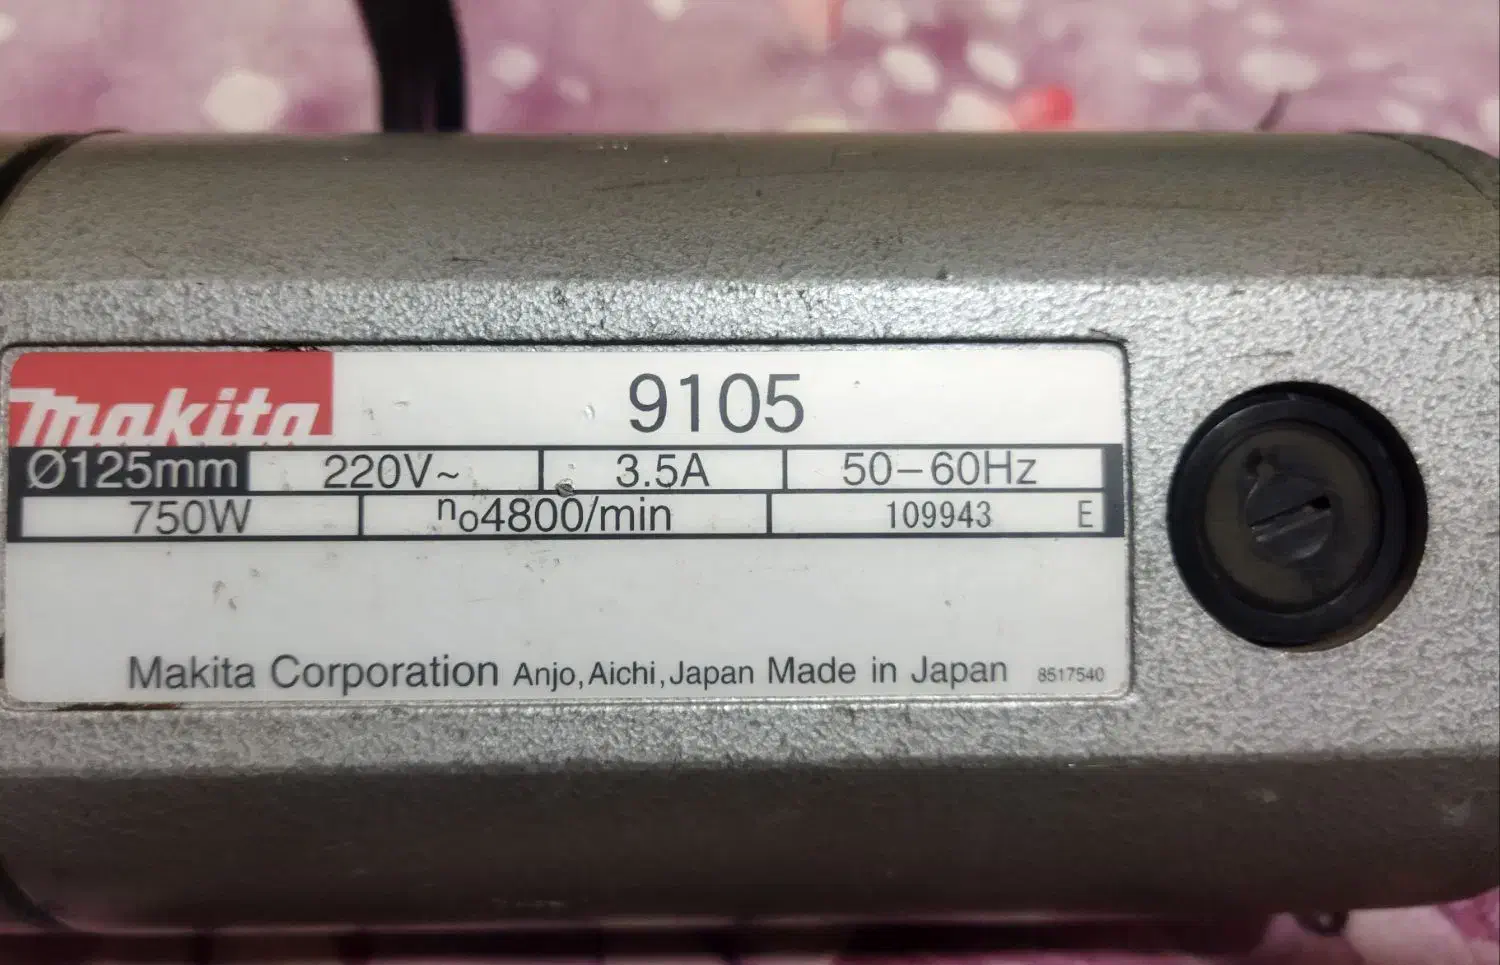 makita
9105
Ø125mm 220V~ 3.5A 50-60Hz
750W n₀4800/min 109943 E
Makita Corporation Anjo, Aichi, Japan Made in Japan 8517540